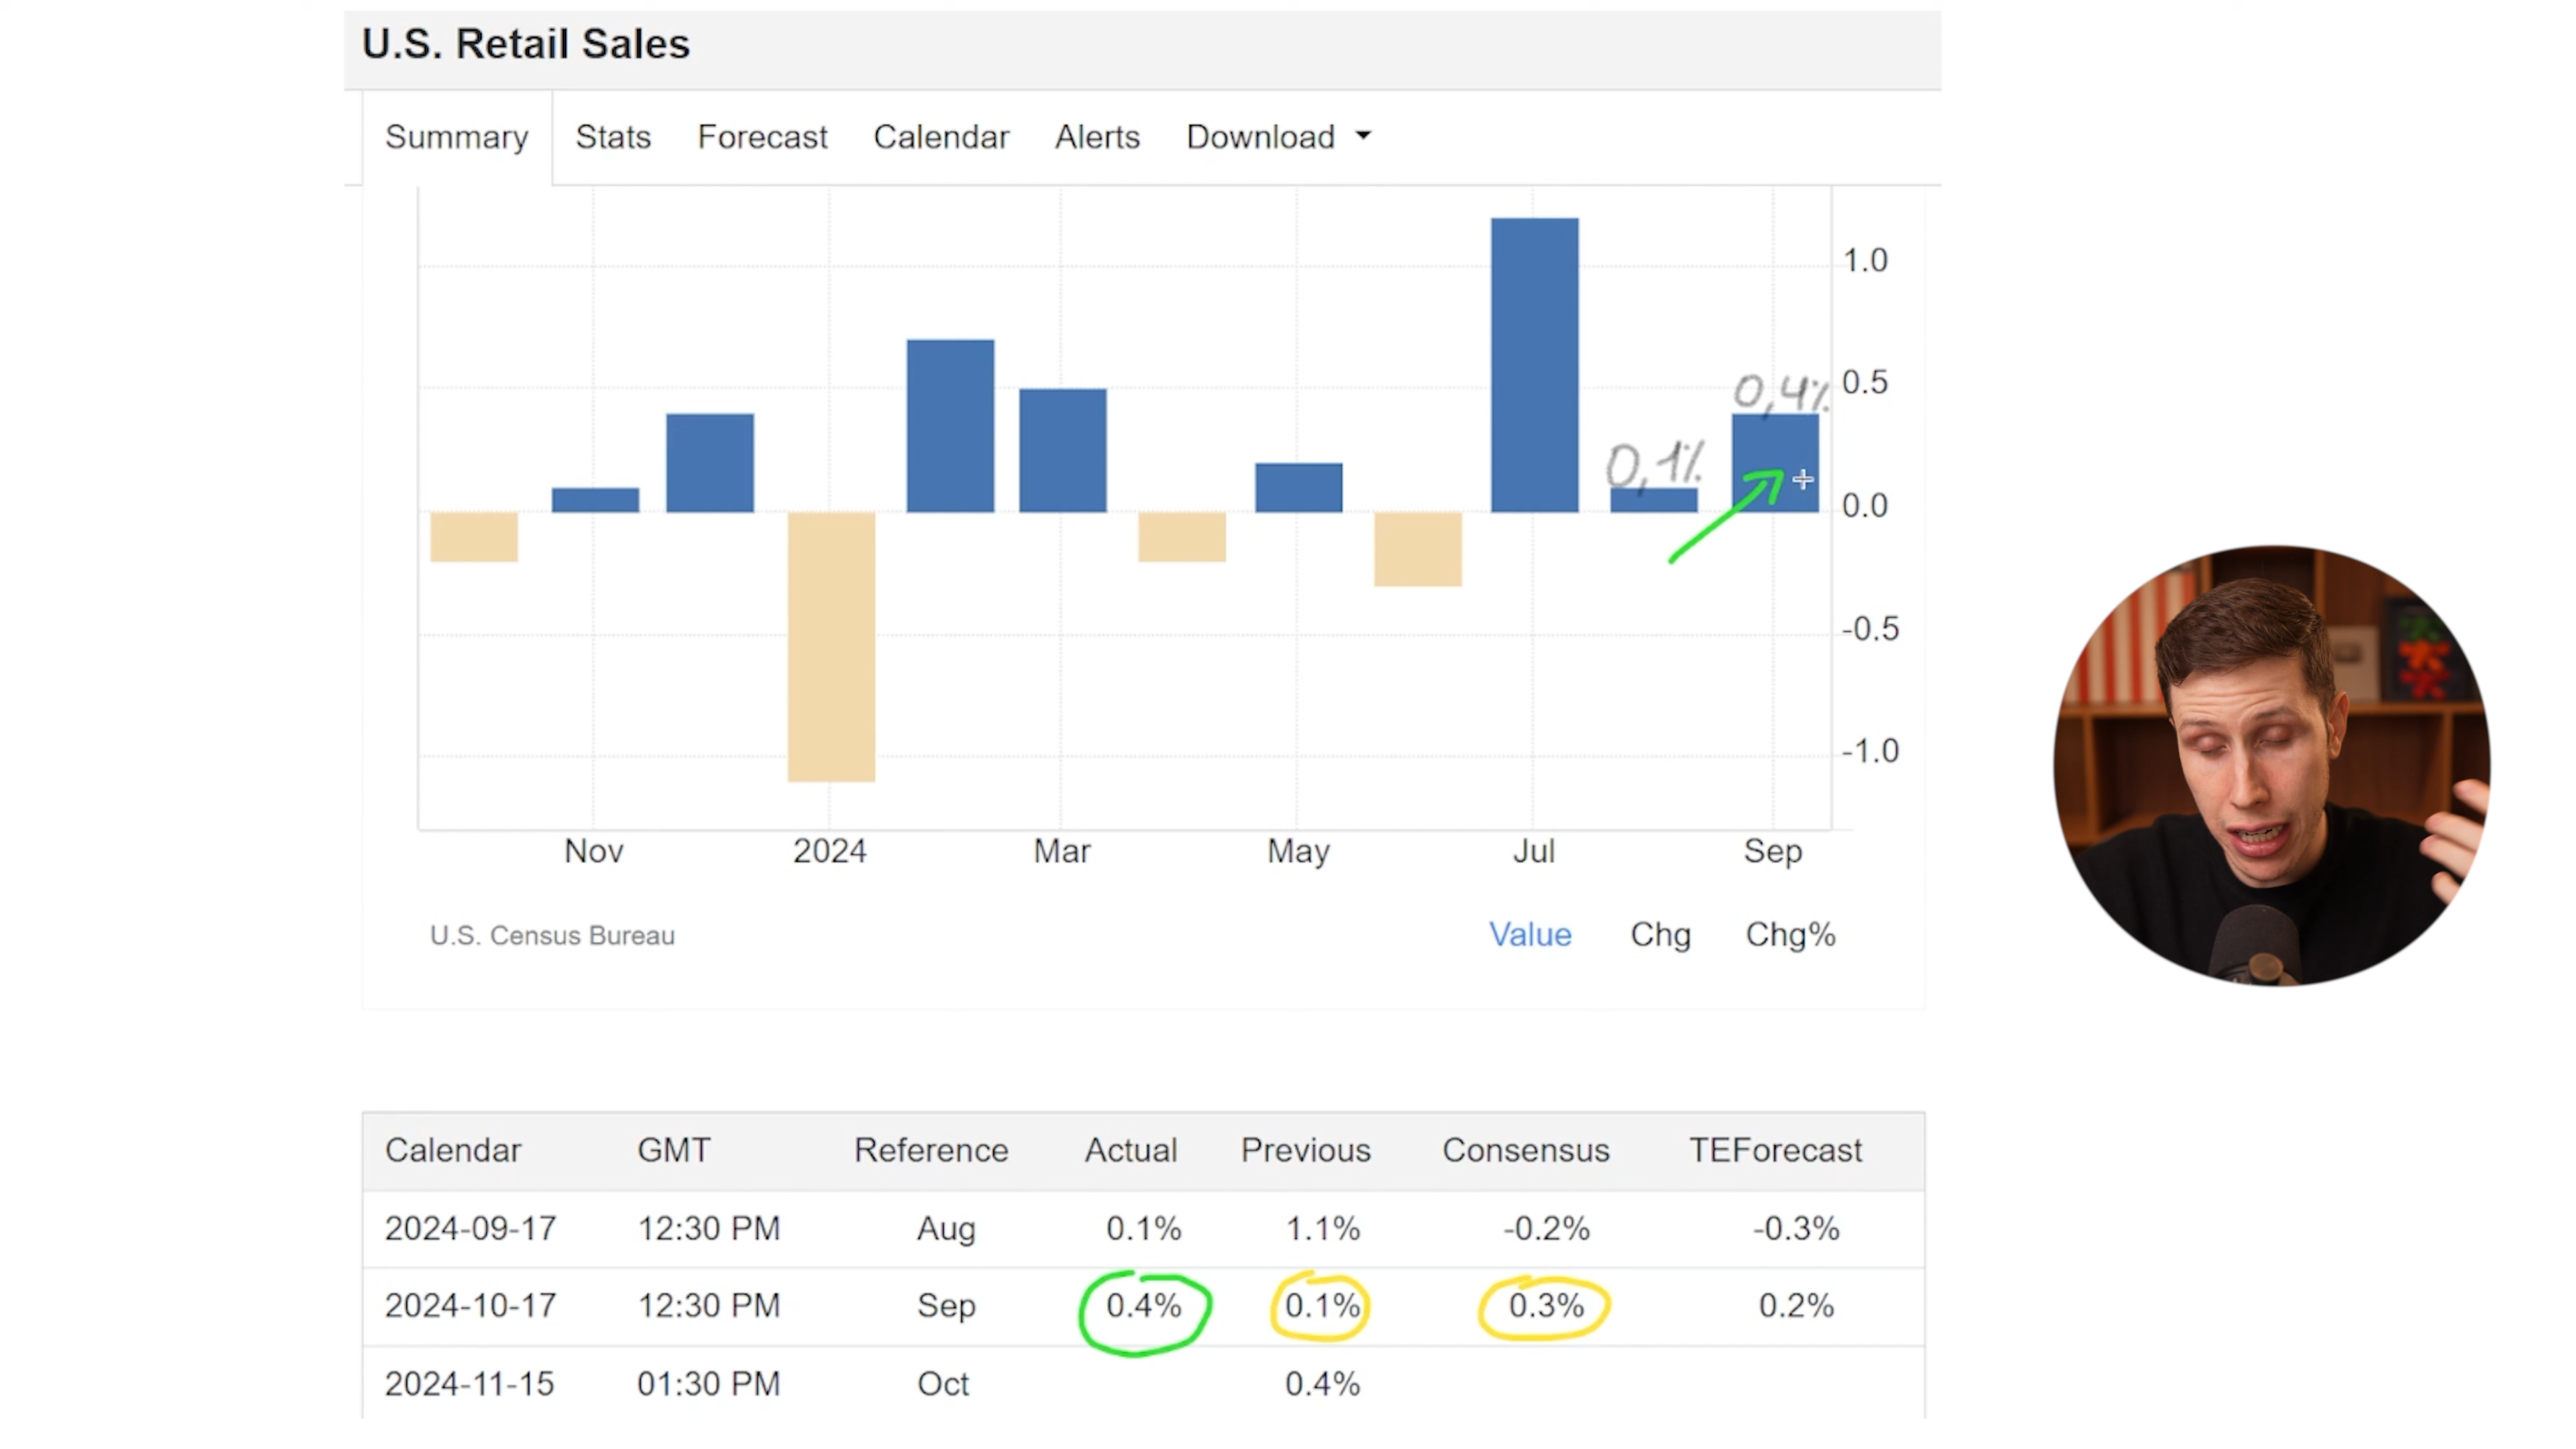 U.S. Retail Sales
Summary Stats Forecast Calendar Alerts Download
1.0
0,4% 0.5
0,1%
0.0
-0.5
-1.0
Nov 2024 Mar May Jul Sep
U.S. Census Bureau Value Chg Chg%
Calendar GMT Reference Actual Previous Consensus TEForecast
2024-09-17 12:30 PM Aug 0.1% 1.1% -0.2% -0.3%
2024-10-17 12:30 PM Sep 0.4% 0.1% 0.3% 0.2%
2024-11-15 01:30 PM Oct 0.4%